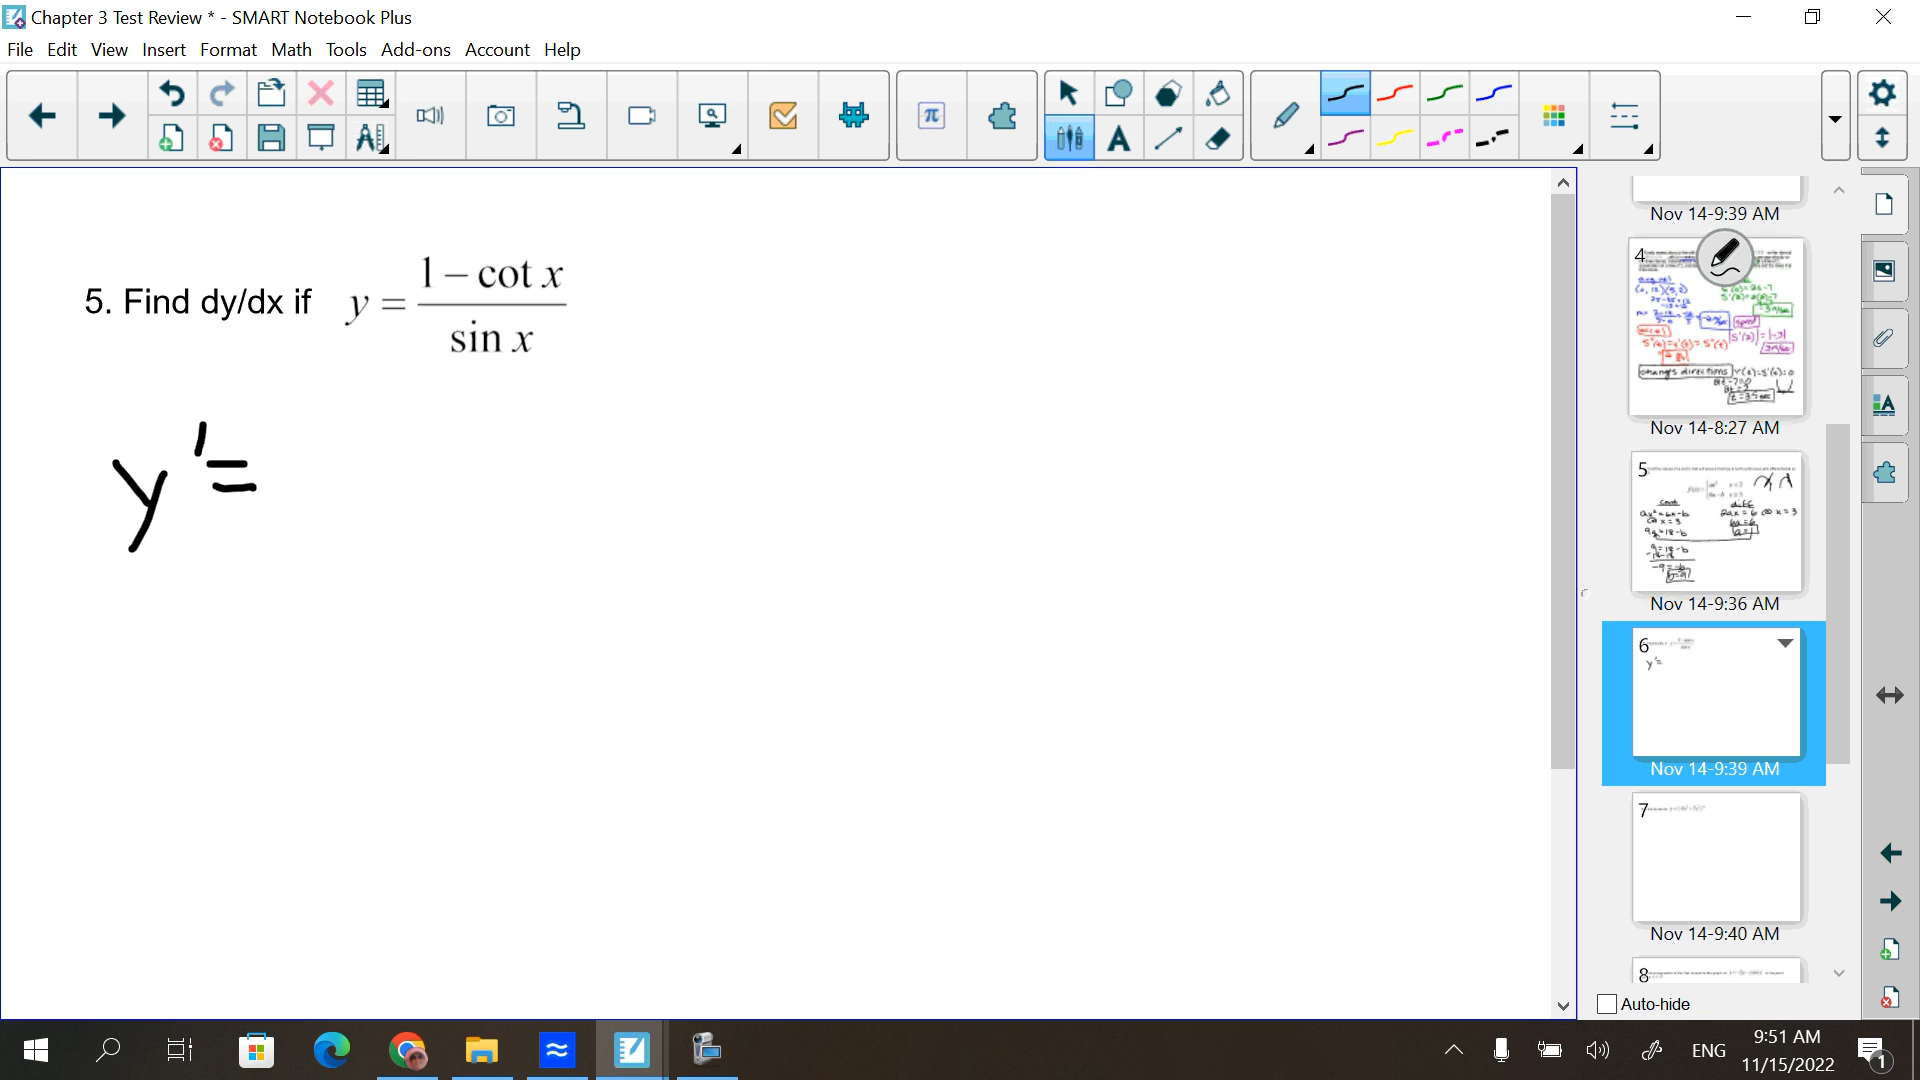 Chapter 3 Test Review * - SMART Notebook Plus
File Edit View Insert Format Math Tools Add-ons Account Help
5. Find dy/dx if y = (1 – cot x) / (sin x)
y' =
Nov 14-9:39 AM
4
changes directions
Nov 14-8:27 AM
5
Nov 14-9:36 AM
6
y' =
Nov 14-9:39 AM
7
Nov 14-9:40 AM
8
Auto-hide
ENG
9:51 AM
11/15/2022
1